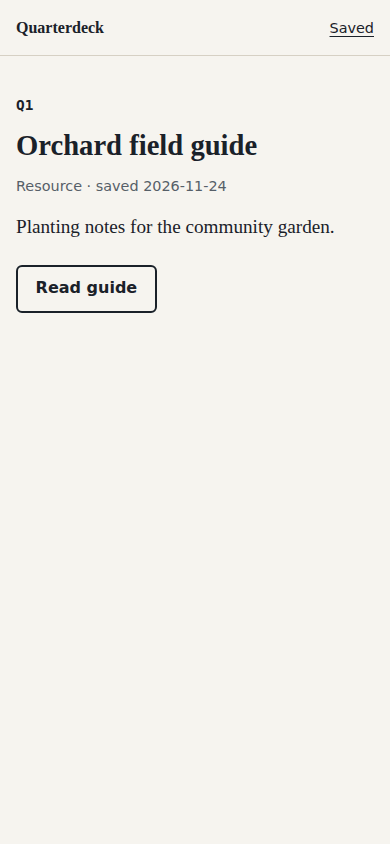 Quarterdeck
Saved
Q1
Orchard field guide
Resource · saved 2026-11-24
Planting notes for the community garden.
Read guide